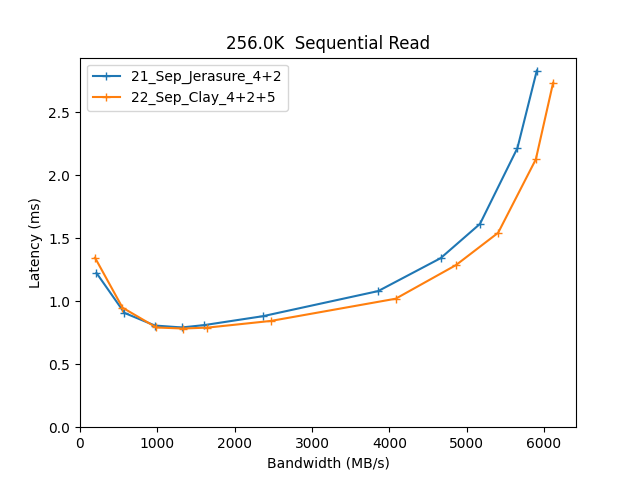 256.0K  Sequential Read
21_Sep_Jerasure_4+2
22_Sep_Clay_4+2+5
Latency (ms)
2.5
2.0
1.5
1.0
0.5
0.0
0 1000 2000 3000 4000 5000 6000
Bandwidth (MB/s)